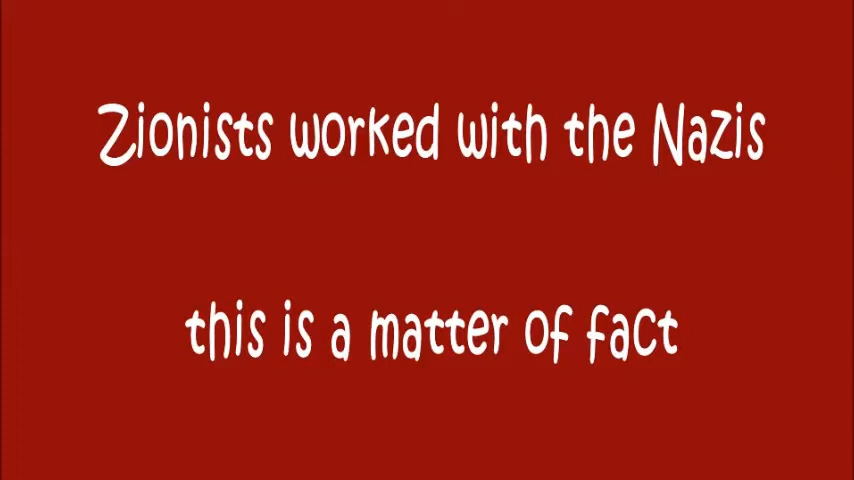 Zionists worked with the Nazis
this is a matter of fact